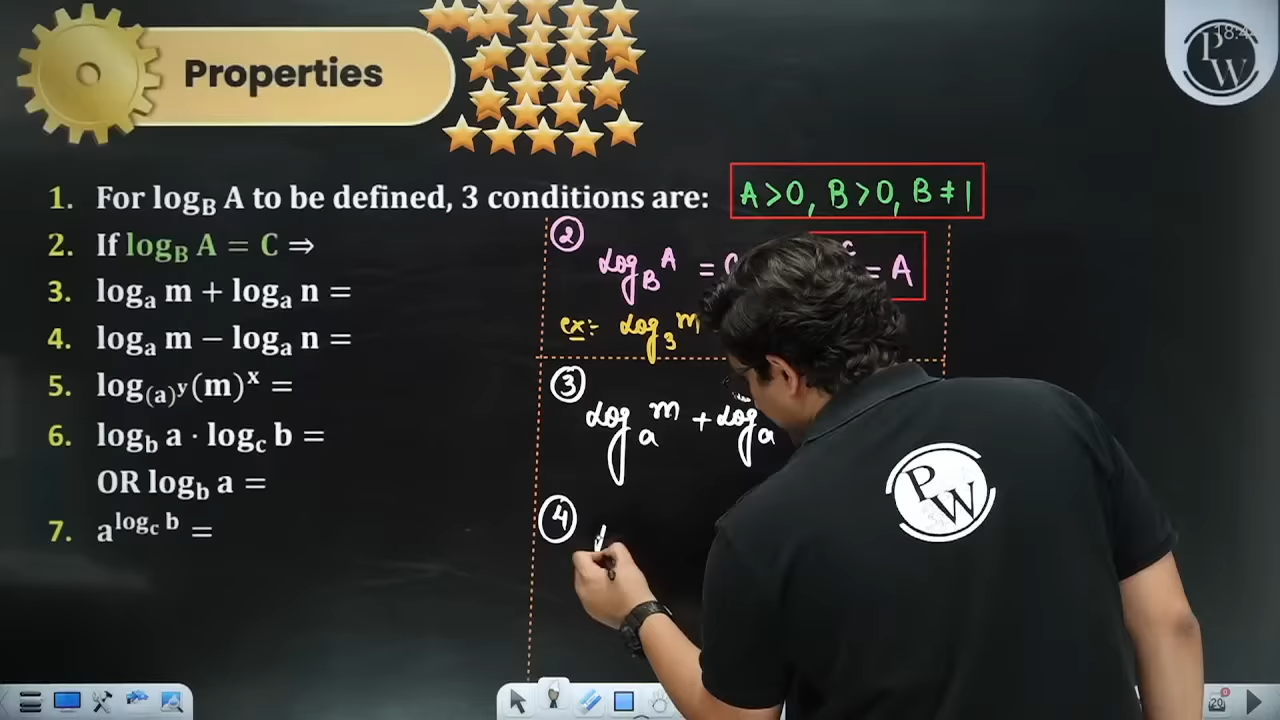 Properties
1. For log_B A to be defined, 3 conditions are: A>0, B>0, B≠1
2. If log_B A = C ⇒
3. log_a m + log_a n =
4. log_a m − log_a n =
5. log_(a)^y (m)^x =
6. log_b a · log_c b =
OR log_b a =
7. a^(log_c b) =
② Log_B A = C
= A
ex:- Log_3 m
③ Log_a m + Log_a
④
PW
PW